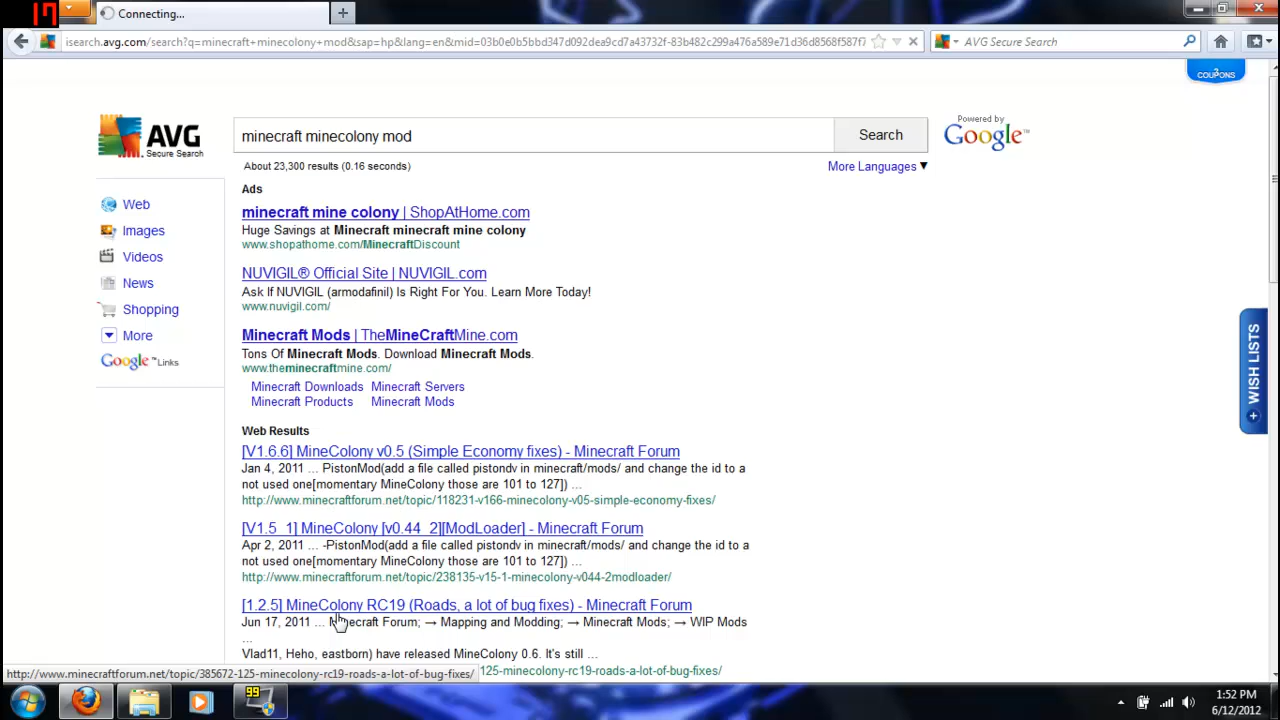 17
Connecting...
isearch.avg.com/search?q=minecraft+minecolony+mod&sap=hp&lang=en&mid=03b0e0b5bbd347d092dea9cd7a43732f-83b482c299a476a589e71d36d8568f587f7
AVG Secure Search
COUPONS
Powered by
Google™
AVG
Secure Search
minecraft minecolony mod
Search
About 23,300 results (0.16 seconds)
More Languages
Ads
Web
Images
Videos
News
Shopping
More
Google™ Links
minecraft mine colony | ShopAtHome.com
Huge Savings at Minecraft minecraft mine colony
www.shopathome.com/MinecraftDiscount
NUVIGIL® Official Site | NUVIGIL.com
Ask If NUVIGIL (armodafinil) Is Right For You. Learn More Today!
www.nuvigil.com/
Minecraft Mods | TheMineCraftMine.com
Tons Of Minecraft Mods. Download Minecraft Mods.
www.theminecraftmine.com/
Minecraft Downloads Minecraft Servers
Minecraft Products Minecraft Mods
WISH LISTS
Web Results
[V1.6.6] MineColony v0.5 (Simple Economy fixes) - Minecraft Forum
Jan 4, 2011 ... PistonMod(add a file called pistondv in minecraft/mods/ and change the id to a
not used one[momentary MineColony those are 101 to 127]) ...
http://www.minecraftforum.net/topic/118231-v166-minecolony-v05-simple-economy-fixes/
[V1.5_1] MineColony [v0.44_2][ModLoader] - Minecraft Forum
Apr 2, 2011 ... -PistonMod(add a file called pistondv in minecraft/mods/ and change the id to a
not used one[momentary MineColony those are 101 to 127]) ...
http://www.minecraftforum.net/topic/238135-v15-1-minecolony-v044-2modloader/
[1.2.5] MineColony RC19 (Roads, a lot of bug fixes) - Minecraft Forum
Jun 17, 2011 ... Minecraft Forum; → Mapping and Modding; → Minecraft Mods; → WIP Mods
...
Vlad11, Heho, eastborn) have released MineColony 0.6. It's still ...
125-minecolony-rc19-roads-a-lot-of-bug-fixes/
http://www.minecraftforum.net/topic/385672-125-minecolony-rc19-roads-a-lot-of-bug-fixes/
99
1:52 PM
6/12/2012